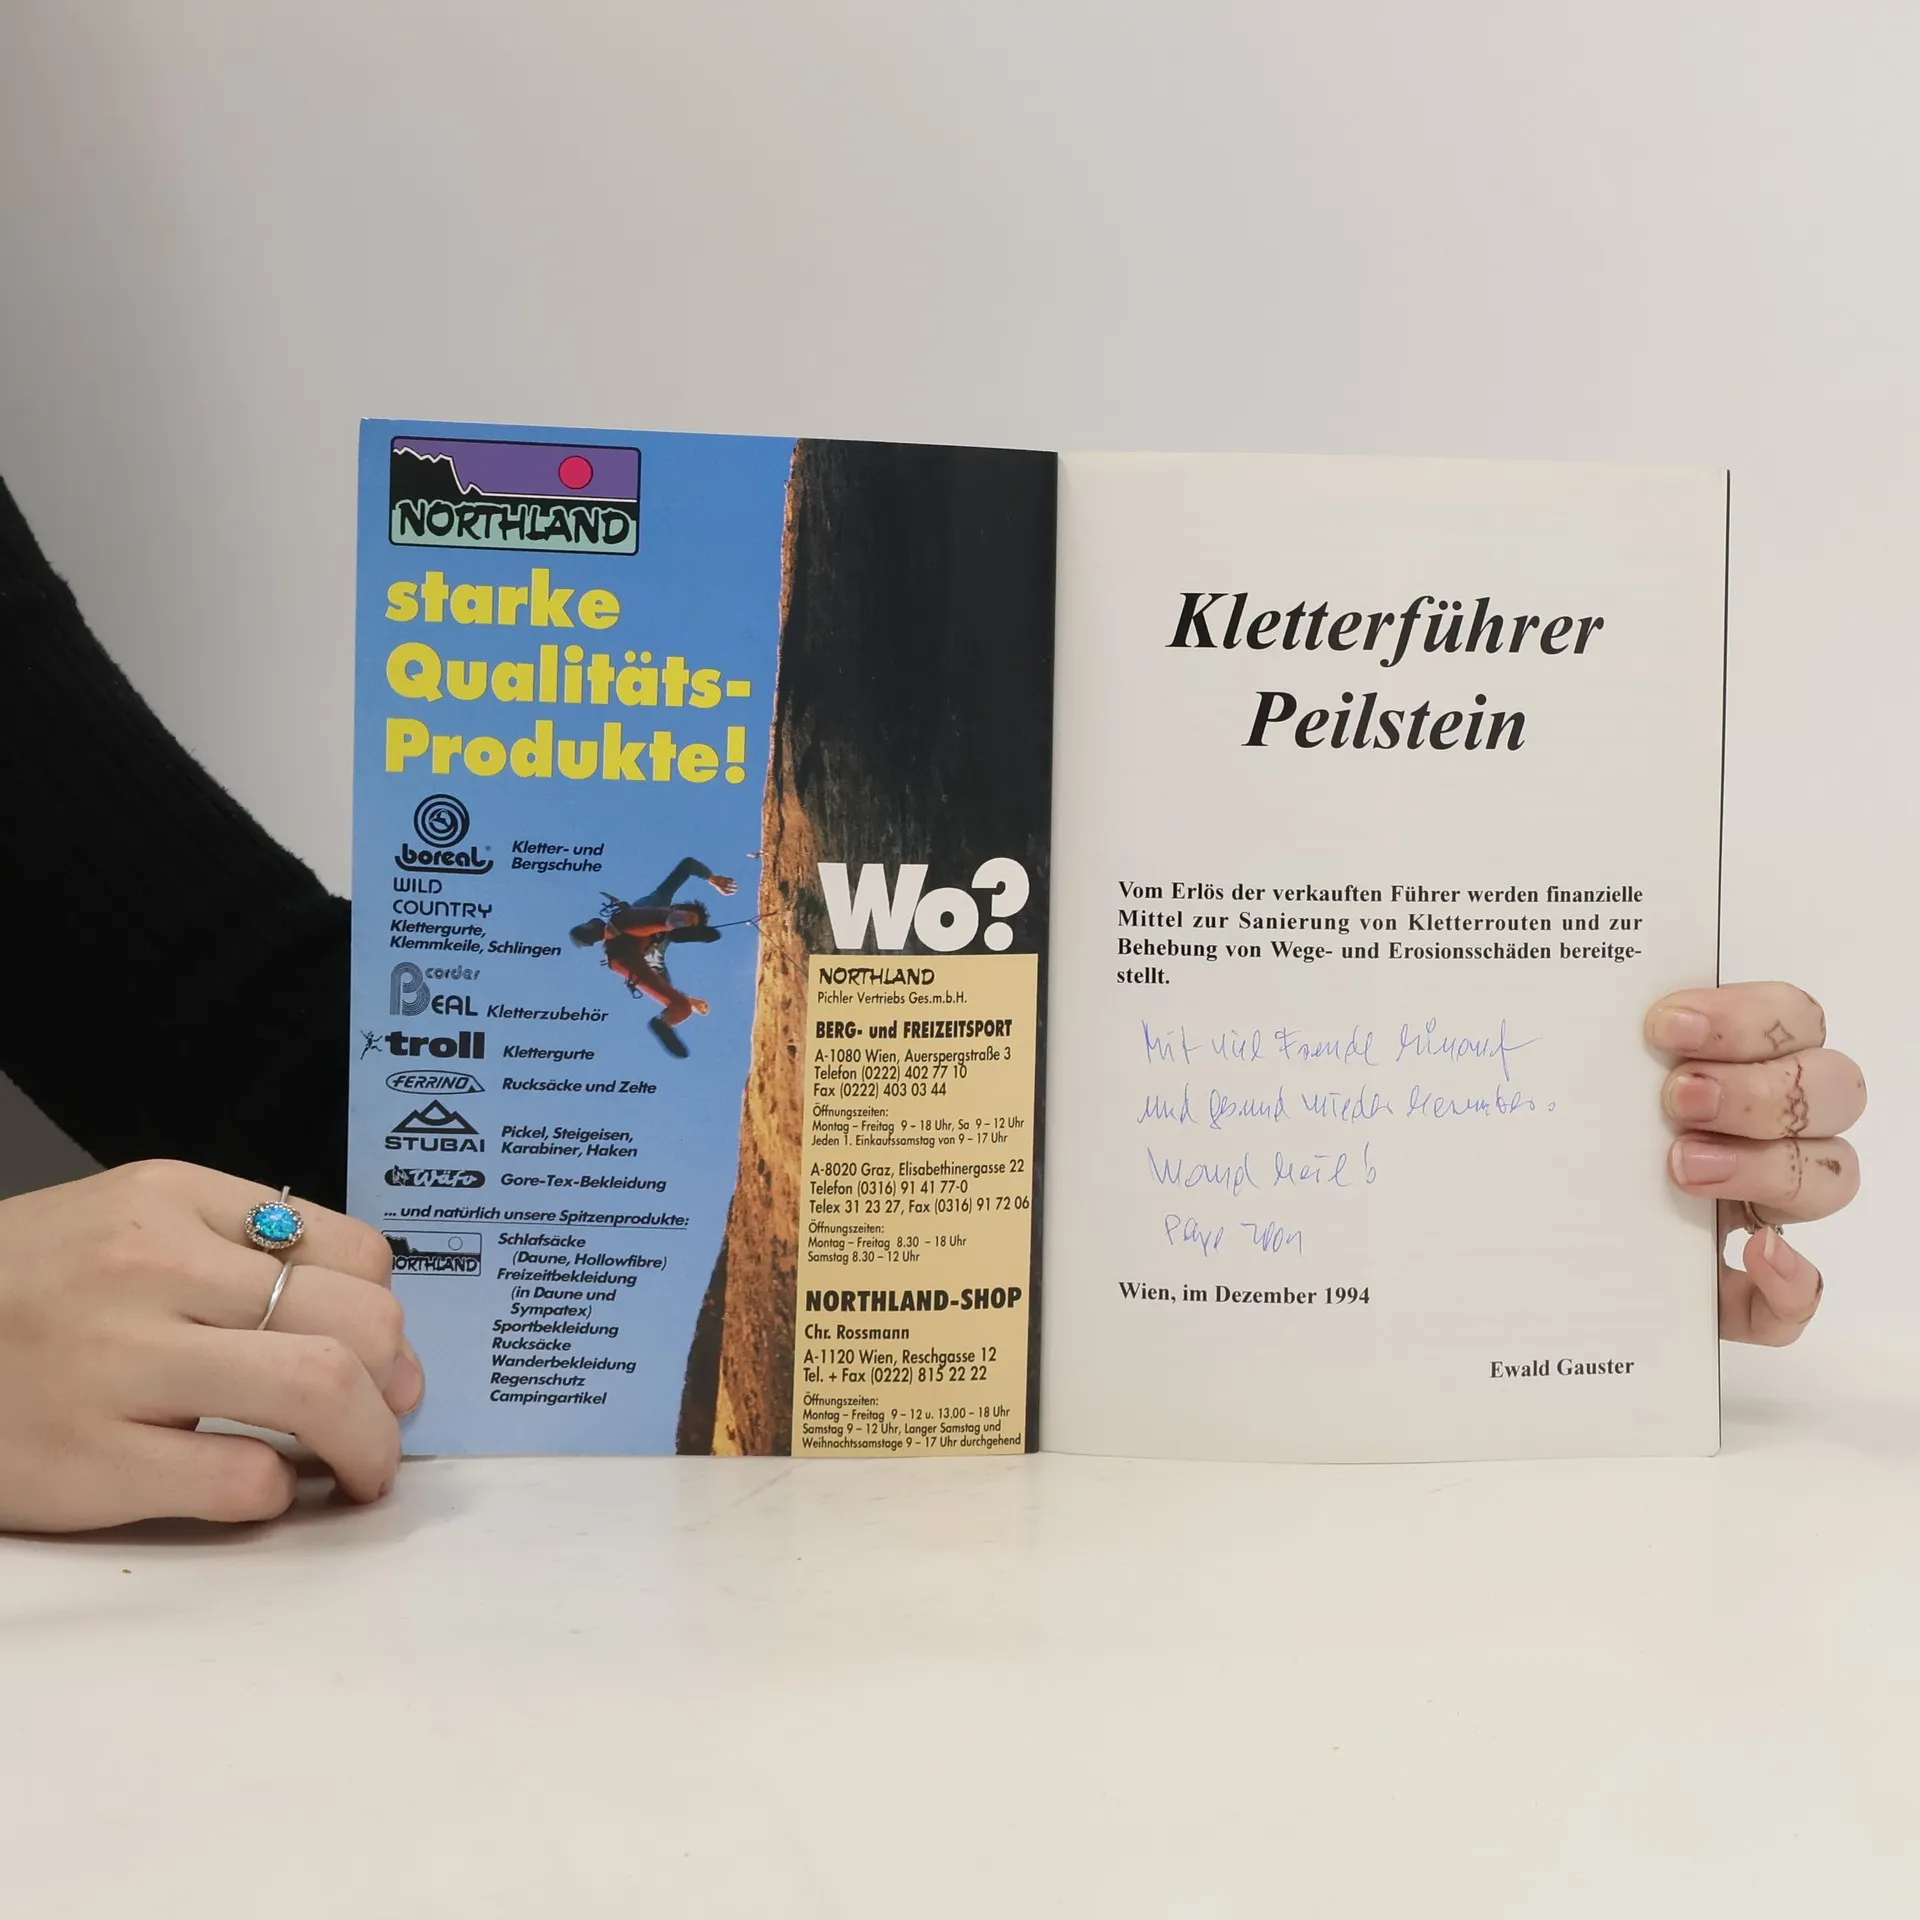 NORTHLAND
starke
Qualitäts-
Produkte!
boreal
Kletter- und
Bergschuhe
WILD
COUNTRY
Klettergurte,
Klemmkeile, Schlingen
cordes
BEAL Kletterzubehör
troll Klettergurte
FERRINO Rucksäcke und Zelte
STUBAI
Pickel, Steigeisen,
Karabiner, Haken
Wäfo Gore-Tex-Bekleidung
... und natürlich unsere Spitzenprodukte:
NORTHLAND
Schlafsäcke
(Daune, Hollowfibre)
Freizeitbekleidung
(in Daune und
Sympatex)
Sportbekleidung
Rucksäcke
Wanderbekleidung
Regenschutz
Campingartikel
Wo?
NORTHLAND
Pichler Vertriebs Ges.m.b.H.
BERG- und FREIZEITSPORT
A-1080 Wien, Auerspergstraße 3
Telefon (0222) 402 77 10
Fax (0222) 403 03 44
Öffnungszeiten:
Montag – Freitag 9 – 18 Uhr, Sa 9 – 12 Uhr
Jeden 1. Einkaufssamstag von 9 – 17 Uhr
A-8020 Graz, Elisabethinergasse 22
Telefon (0316) 91 41 77-0
Telex 31 23 27, Fax (0316) 91 72 06
Öffnungszeiten:
Montag – Freitag 8.30 – 18 Uhr
Samstag 8.30 – 12 Uhr
NORTHLAND-SHOP
Chr. Rossmann
A-1120 Wien, Reschgasse 12
Tel. + Fax (0222) 815 22 22
Öffnungszeiten:
Montag – Freitag 9 – 12 u. 13.00 – 18 Uhr
Samstag 9 – 12 Uhr, Langer Samstag und
Weihnachtssamstage 9 – 17 Uhr durchgehend
Kletterführer
Peilstein
Vom Erlös der verkauften Führer werden finanzielle
Mittel zur Sanierung von Kletterrouten und zur
Behebung von Wege- und Erosionsschäden bereitge-
stellt.
Mit viel Freude hinauf
und gesund wieder herunter.
Wien, im Dezember 1994
Ewald Gauster